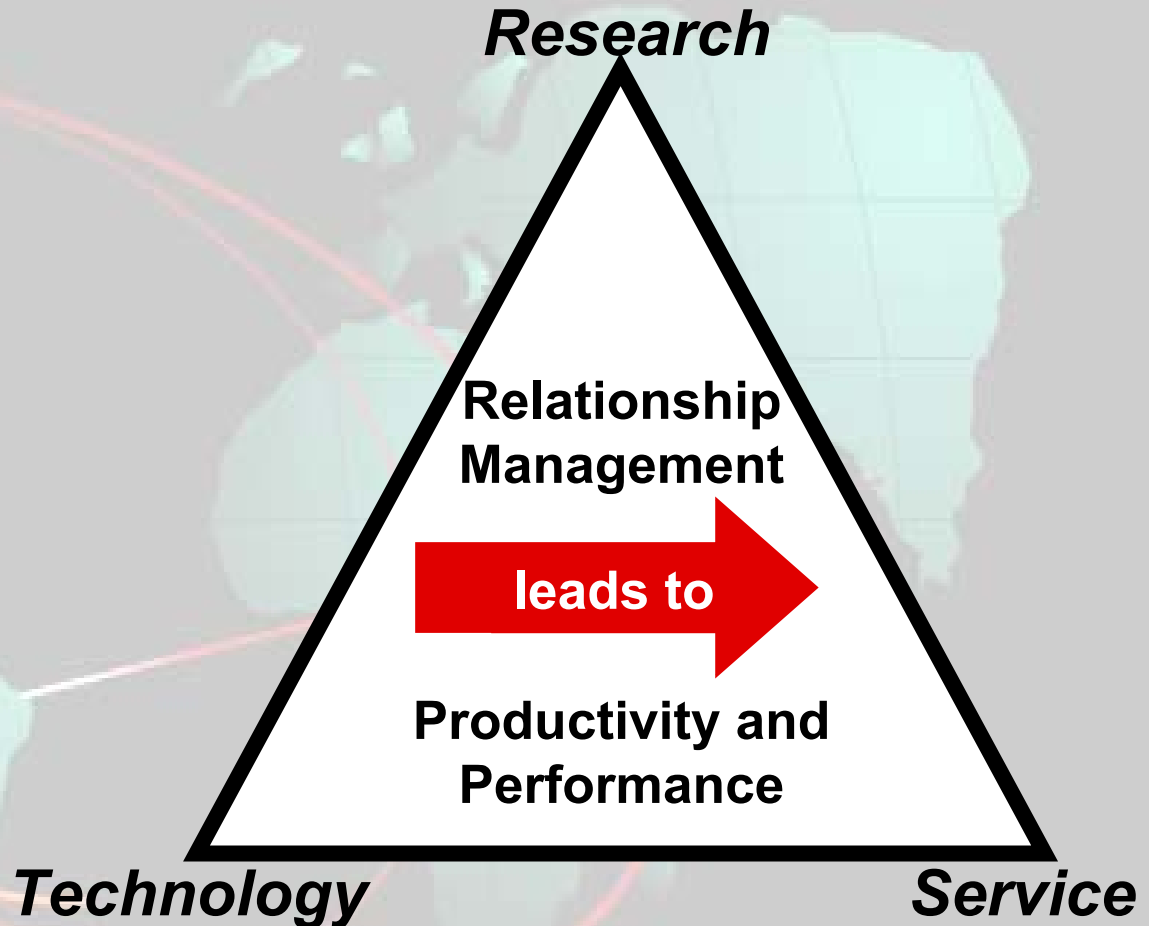 Research
Relationship
Management
leads to
Productivity and
Performance
Technology
Service